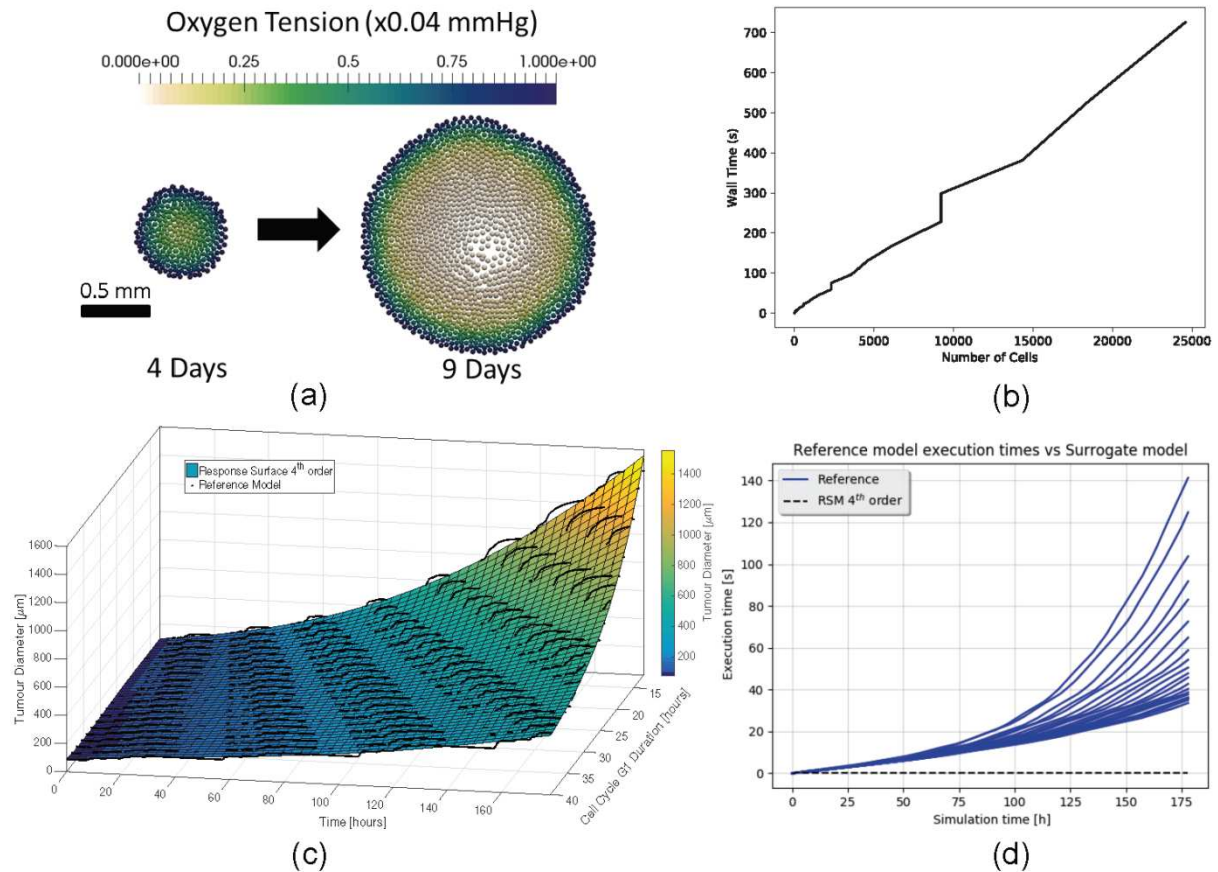 Oxygen Tension (x0.04 mmHg)
0.000e+00 0.25 0.5 0.75 1.000e+00
0.5 mm
4 Days 9 Days
(a)
700
600
500
400
300
200
100
0
Wall Time (s)
0 5000 10000 15000 20000 25000
Number of Cells
(b)
Response Surface 4th order
Reference Model
1600
1400
1200
1000
800
600
400
200
0
Tumour Diameter [μm]
0 20 40 60 80 100 120 140 160
Time [hours]
15
20
25
30
35
40
Cell Cycle G1 Duration [hours]
1400
1200
1000
800
600
400
200
Tumour Diameter [μm]
(c)
Reference model execution times vs Surrogate model
Reference
RSM 4th order
140
120
100
80
60
40
20
0
Execution time [s]
0 25 50 75 100 125 150 175
Simulation time [h]
(d)